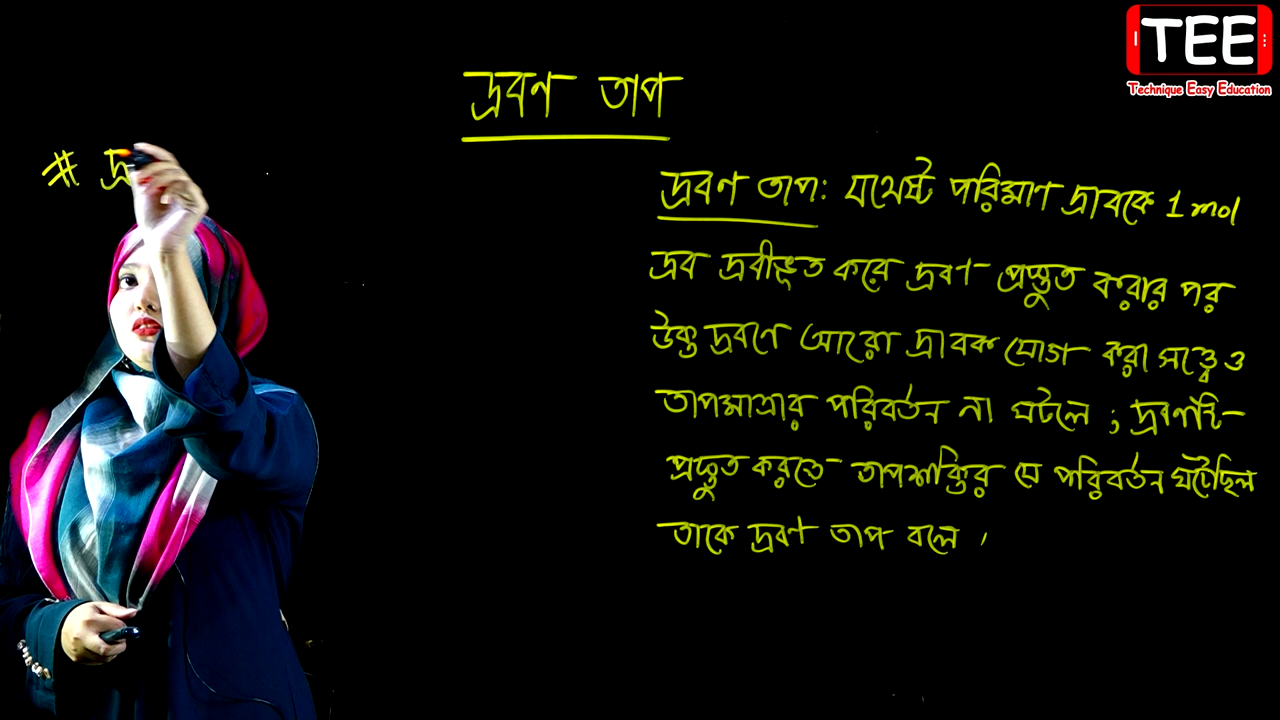 TEE
Technique Easy Education
দ্রবণ তাপ
# দ্র
দ্রবণ তাপ: যথেষ্ট পরিমাণ দ্রাবকে 1 mol
দ্রব দ্রবীভূত করে দ্রবণ প্রস্তুত করার পর
উক্ত দ্রবণে আরো দ্রাবক যোগ করা সত্ত্বেও
তাপমাত্রার পরিবর্তন না ঘটলে ; দ্রবণটি
প্রস্তুত করতে তাপশক্তির যে পরিবর্তন ঘটেছিল
তাকে দ্রবণ তাপ বলে ।